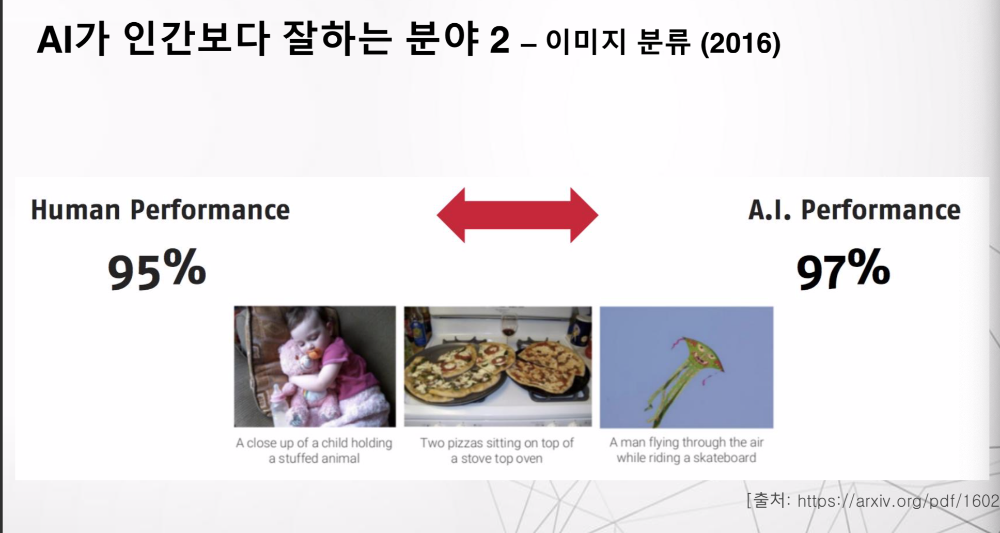 AI가 인간보다 잘하는 분야 2 – 이미지 분류 (2016)
Human Performance
A.I. Performance
95%
97%
A close up of a child holding
a stuffed animal
Two pizzas sitting on top of
a stove top oven
A man flying through the air
while riding a skateboard
[출처: https://arxiv.org/pdf/1602